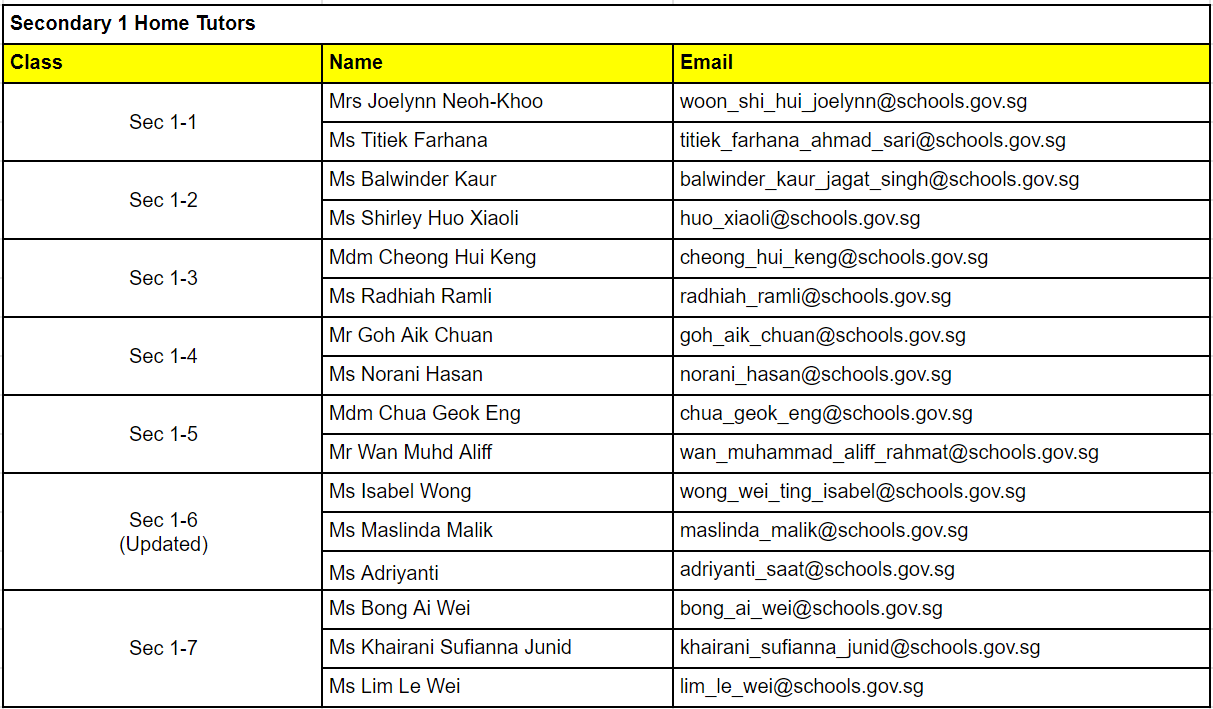 Secondary 1 Home Tutors
Class Name Email
Sec 1-1
Mrs Joelynn Neoh-Khoo woon_shi_hui_joelynn@schools.gov.sg
Ms Titiek Farhana titiek_farhana_ahmad_sari@schools.gov.sg
Sec 1-2
Ms Balwinder Kaur balwinder_kaur_jagat_singh@schools.gov.sg
Ms Shirley Huo Xiaoli huo_xiaoli@schools.gov.sg
Sec 1-3
Mdm Cheong Hui Keng cheong_hui_keng@schools.gov.sg
Ms Radhiah Ramli radhiah_ramli@schools.gov.sg
Sec 1-4
Mr Goh Aik Chuan goh_aik_chuan@schools.gov.sg
Ms Norani Hasan norani_hasan@schools.gov.sg
Sec 1-5
Mdm Chua Geok Eng chua_geok_eng@schools.gov.sg
Mr Wan Muhd Aliff wan_muhammad_aliff_rahmat@schools.gov.sg
Sec 1-6
(Updated)
Ms Isabel Wong wong_wei_ting_isabel@schools.gov.sg
Ms Maslinda Malik maslinda_malik@schools.gov.sg
Ms Adriyanti adriyanti_saat@schools.gov.sg
Sec 1-7
Ms Bong Ai Wei bong_ai_wei@schools.gov.sg
Ms Khairani Sufianna Junid khairani_sufianna_junid@schools.gov.sg
Ms Lim Le Wei lim_le_wei@schools.gov.sg